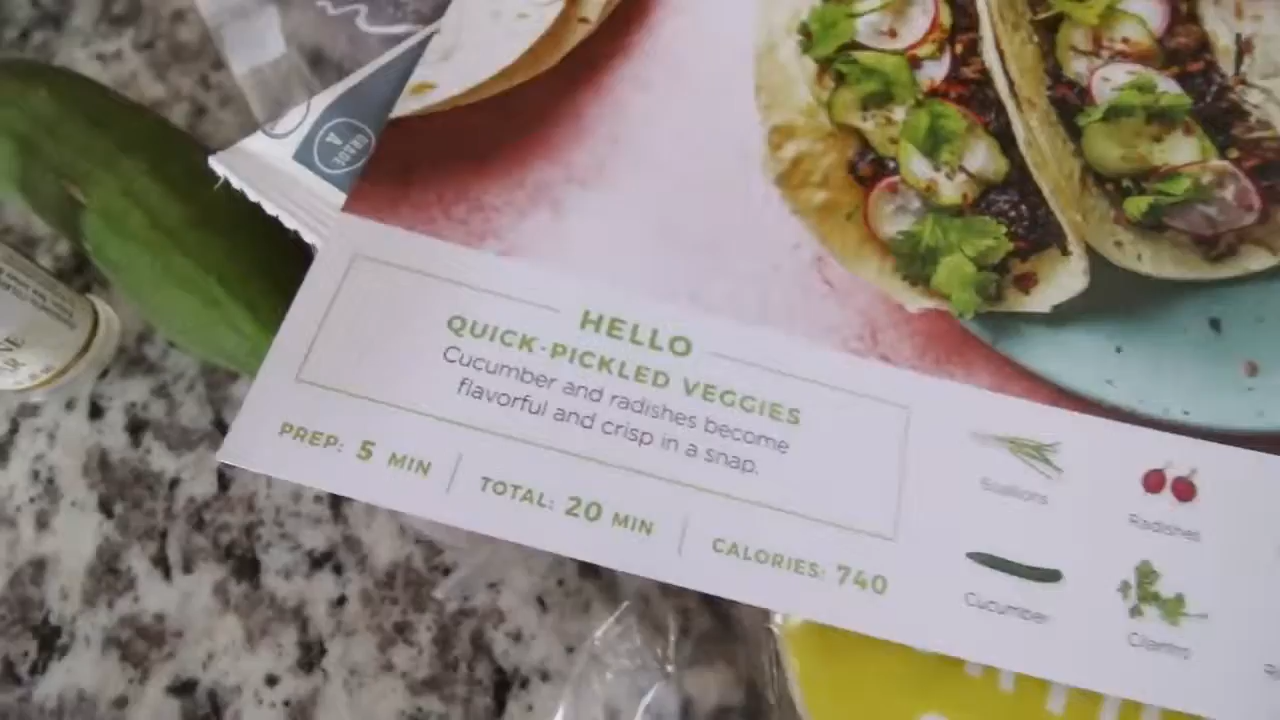 GRADE
A
HELLO
QUICK-PICKLED VEGGIES
Cucumber and radishes become
flavorful and crisp in a snap.
PREP: 5 MIN
TOTAL: 20 MIN
CALORIES: 740
Scallions
Radishes
Cucumber
Cilantro